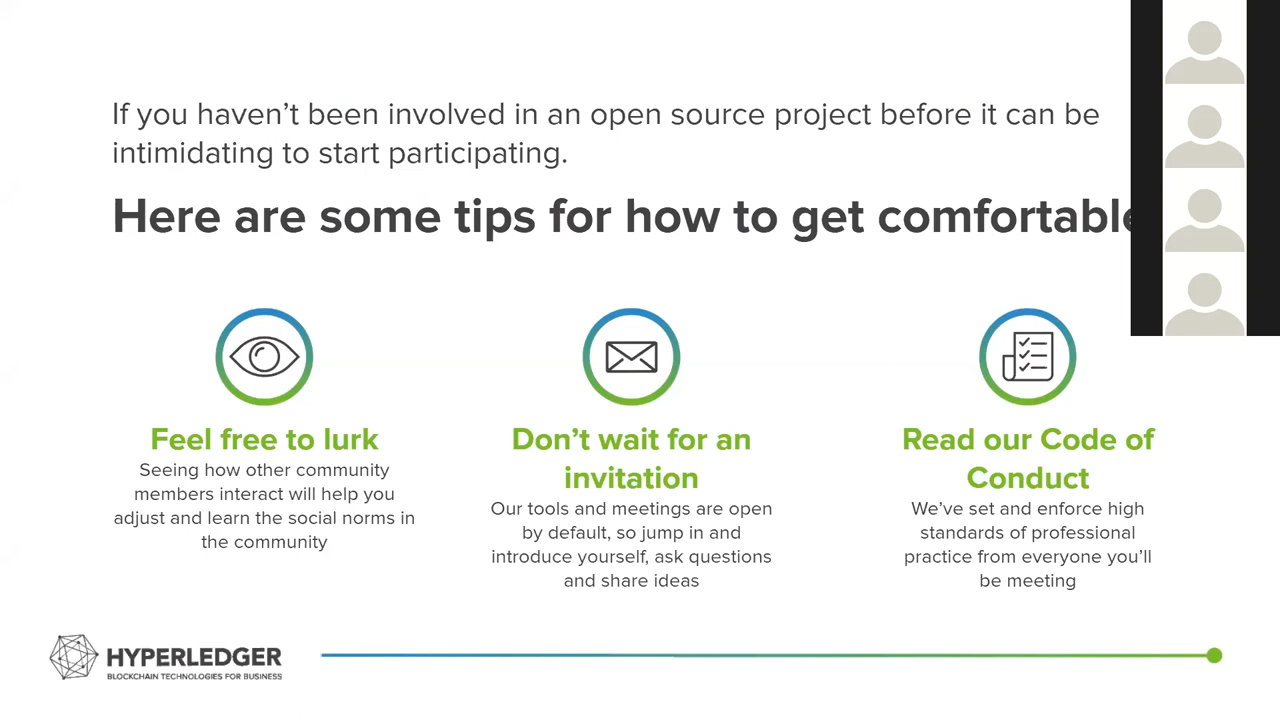 If you haven’t been involved in an open source project before it can be
intimidating to start participating.
Here are some tips for how to get comfortable
Feel free to lurk
Seeing how other community
members interact will help you
adjust and learn the social norms in
the community
Don’t wait for an
invitation
Our tools and meetings are open
by default, so jump in and
introduce yourself, ask questions
and share ideas
Read our Code of
Conduct
We’ve set and enforce high
standards of professional
practice from everyone you’ll
be meeting
HYPERLEDGER
BLOCKCHAIN TECHNOLOGIES FOR BUSINESS